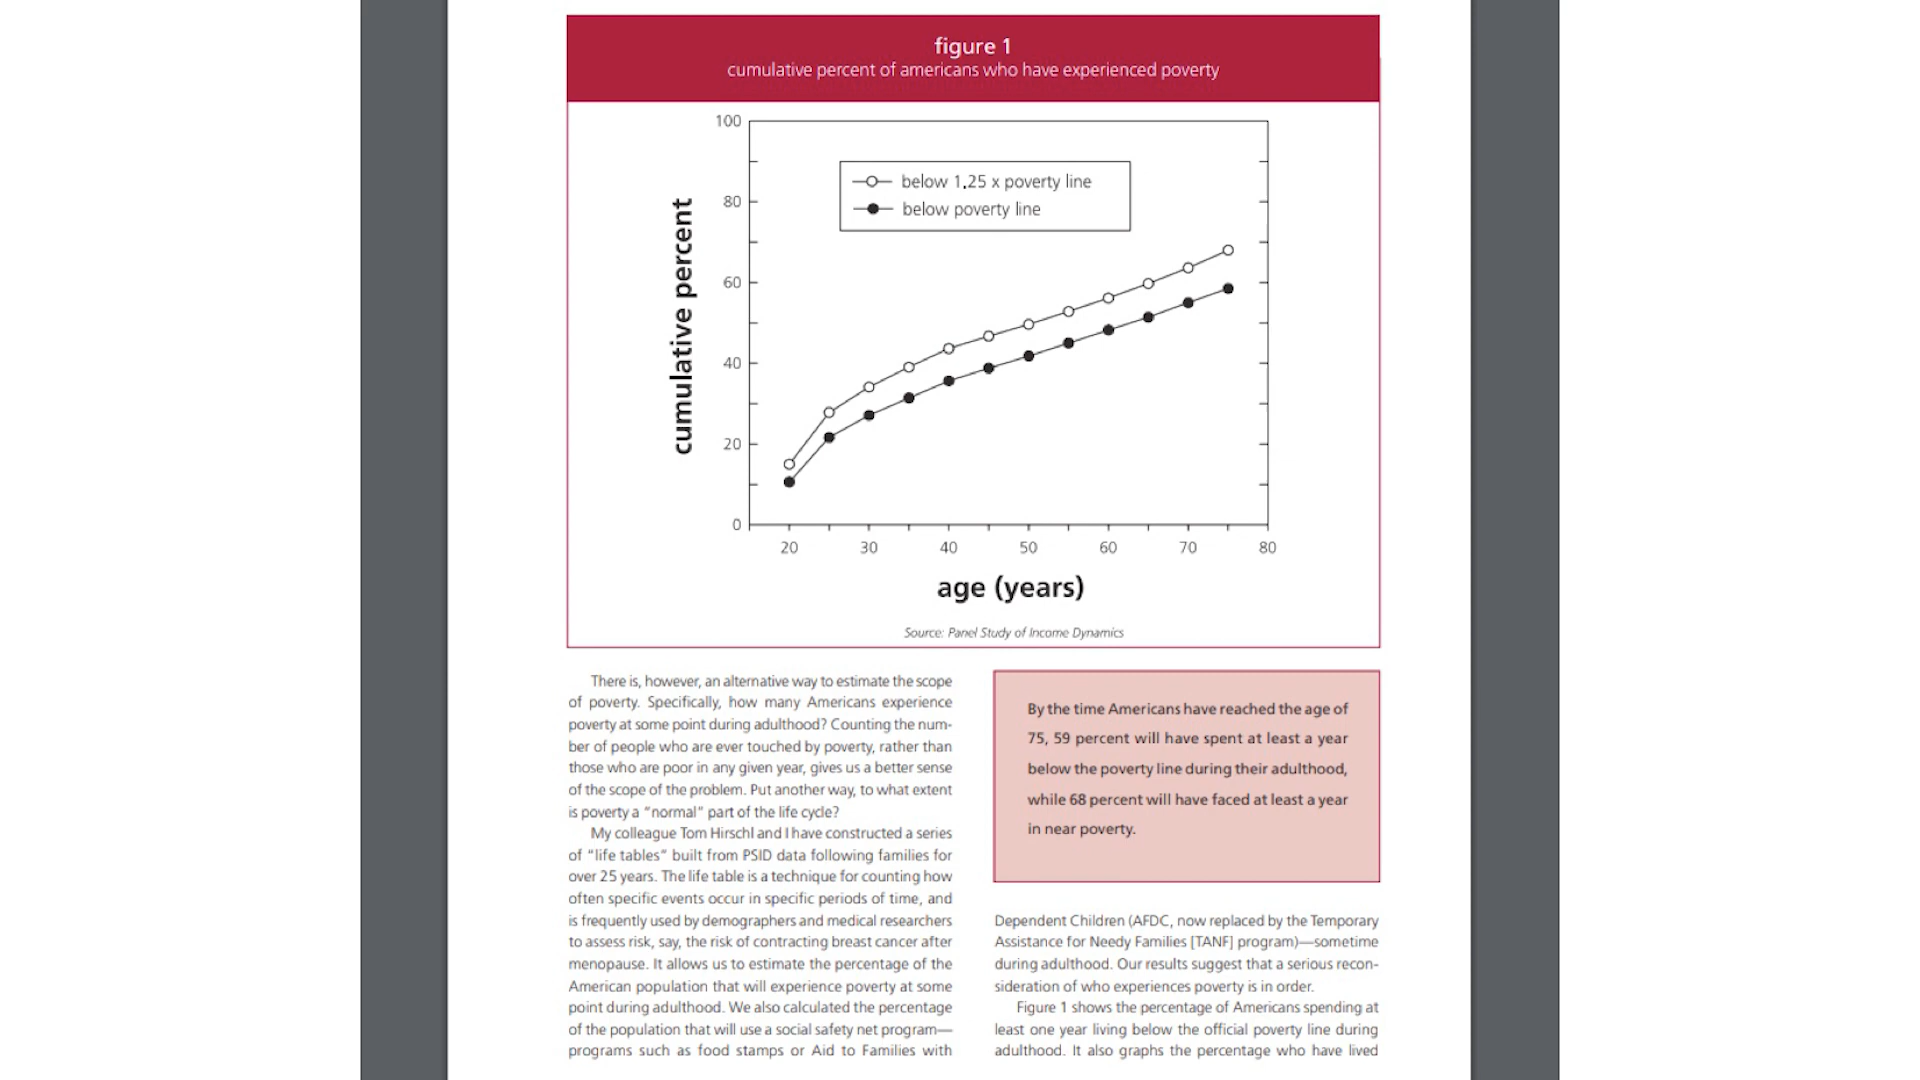 figure 1
cumulative percent of americans who have experienced poverty
100
80
60
40
20
0
cumulative percent
below 1.25 x poverty line
below poverty line
20 30 40 50 60 70 80
age (years)
Source: Panel Study of Income Dynamics
There is, however, an alternative way to estimate the scope
of poverty. Specifically, how many Americans experience
poverty at some point during adulthood? Counting the num-
ber of people who are ever touched by poverty, rather than
those who are poor in any given year, gives us a better sense
of the scope of the problem. Put another way, to what extent
is poverty a "normal" part of the life cycle?
My colleague Tom Hirschl and I have constructed a series
of "life tables" built from PSID data following families for
over 25 years. The life table is a technique for counting how
often specific events occur in specific periods of time, and
is frequently used by demographers and medical researchers
to assess risk, say, the risk of contracting breast cancer after
menopause. It allows us to estimate the percentage of the
American population that will experience poverty at some
point during adulthood. We also calculated the percentage
of the population that will use a social safety net program—
programs such as food stamps or Aid to Families with
By the time Americans have reached the age of
75, 59 percent will have spent at least a year
below the poverty line during their adulthood,
while 68 percent will have faced at least a year
in near poverty.
Dependent Children (AFDC, now replaced by the Temporary
Assistance for Needy Families [TANF] program)—sometime
during adulthood. Our results suggest that a serious recon-
sideration of who experiences poverty is in order.
Figure 1 shows the percentage of Americans spending at
least one year living below the official poverty line during
adulthood. It also graphs the percentage who have lived